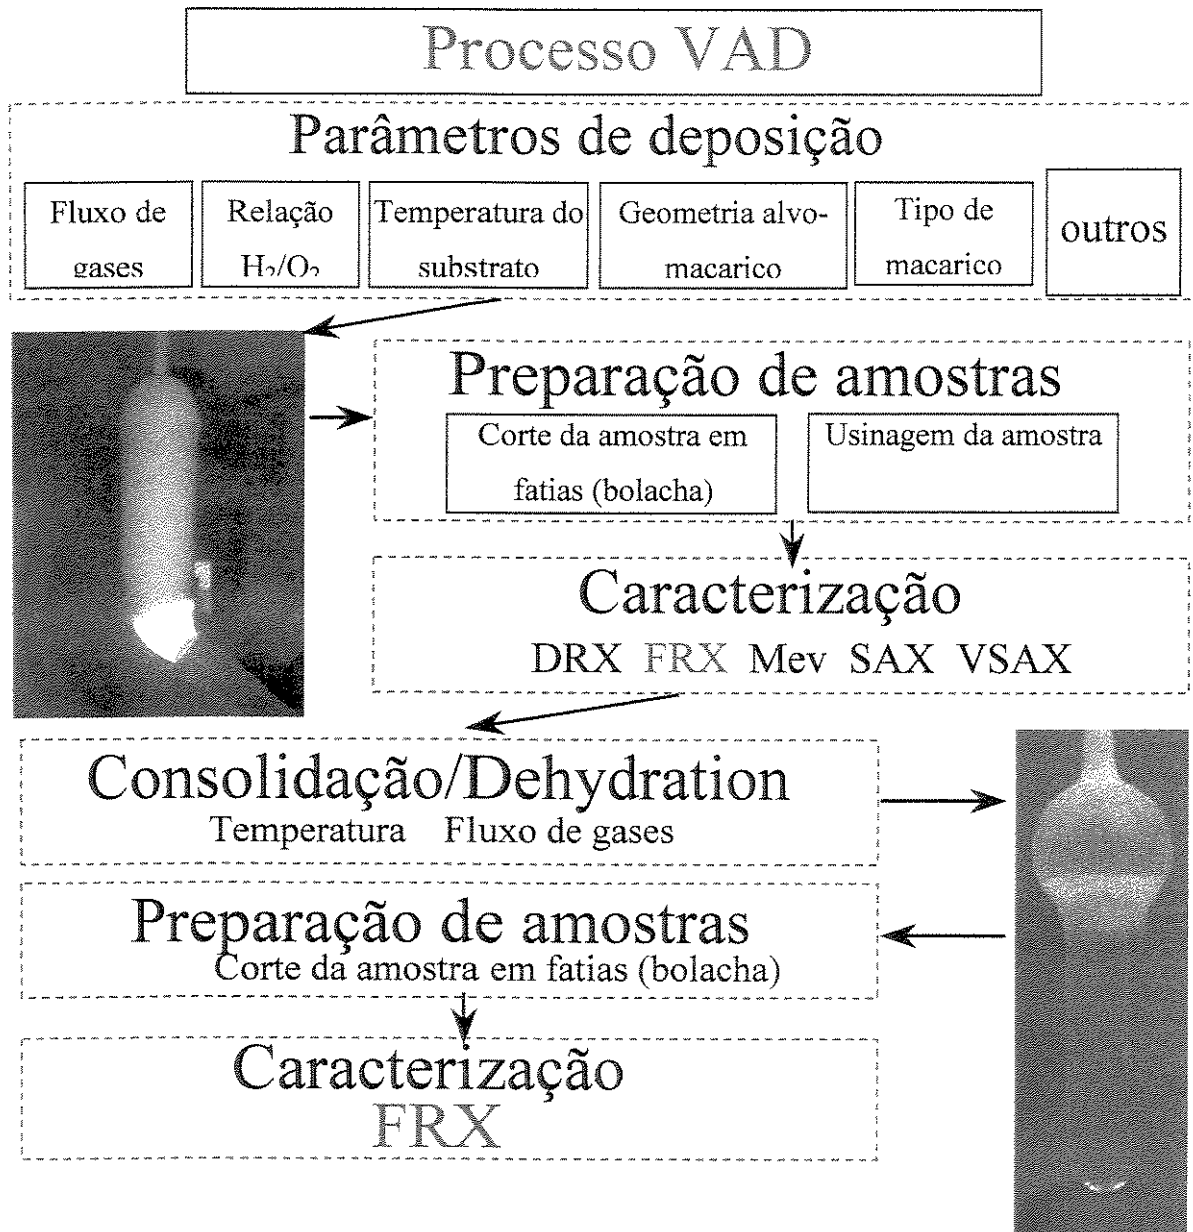 Processo VAD
Parâmetros de deposição
Fluxo de
gases
Relação
H₂/O₂
Temperatura do
substrato
Geometria alvo-
macarico
Tipo de
macarico
outros
Preparação de amostras
Corte da amostra em
fatias (bolacha)
Usinagem da amostra
Caracterização
DRX FRX Mev SAX VSAX
Consolidação/Dehydration
Temperatura Fluxo de gases
Preparação de amostras
Corte da amostra em fatias (bolacha)
Caracterização
FRX